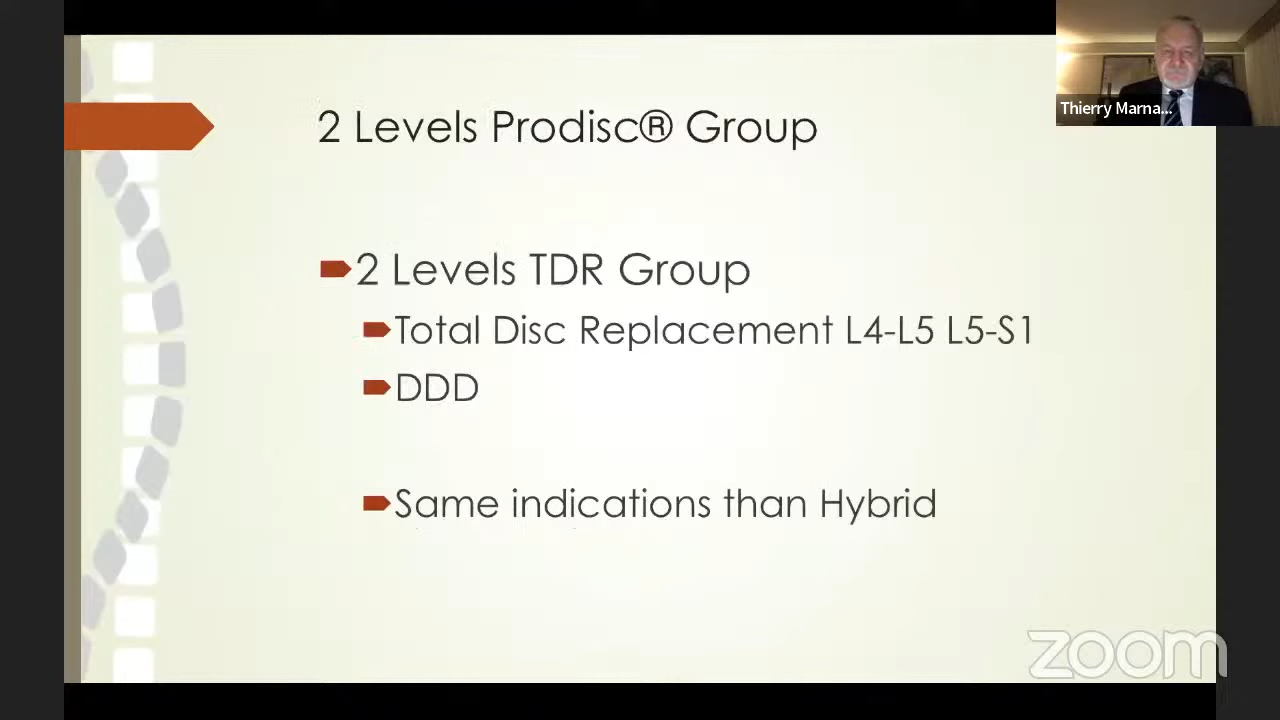 2 Levels Prodisc® Group
Thierry Marna...
2 Levels TDR Group
Total Disc Replacement L4-L5 L5-S1
DDD
Same indications than Hybrid
zoom